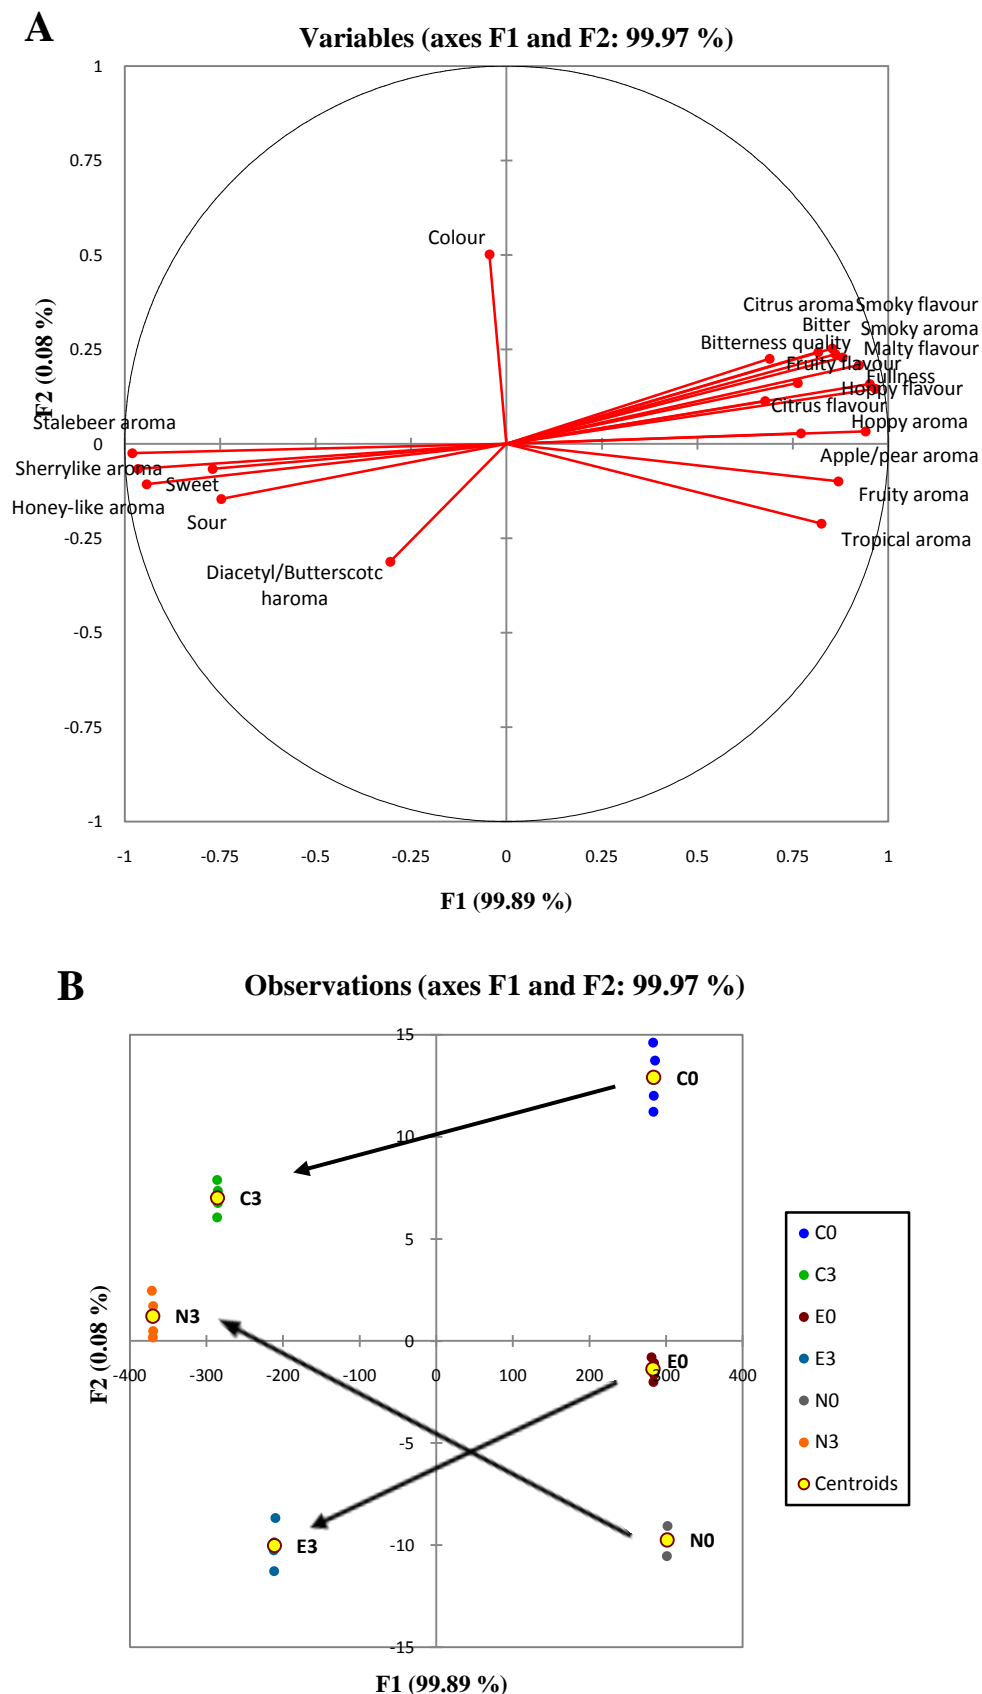 A
Variables (axes F1 and F2: 99.97 %)
1
0.75
0.5
0.25
0
-0.25
-0.5
-0.75
-1
F2 (0.08 %)
Colour
Citrus aroma
Smoky flavour
Bitter
Smoky aroma
Bitterness quality
Malty flavour
Fruity flavour
Fullness
Hoppy flavour
Citrus flavour
Hoppy aroma
Apple/pear aroma
Fruity aroma
Tropical aroma
Stalebeer aroma
Sherrylike aroma
Sweet
Honey-like aroma
Sour
Diacetyl/Butterscotc
haroma
-1 -0.75 -0.5 -0.25 0 0.25 0.5 0.75 1
F1 (99.89 %)
B
Observations (axes F1 and F2: 99.97 %)
15
10
5
0
-5
-10
-15
F2 (0.08 %)
C0
C3
N3
E0
E3
N0
-400 -300 -200 -100 0 100 200 300 400
F1 (99.89 %)
C0
C3
E0
E3
N0
N3
Centroids